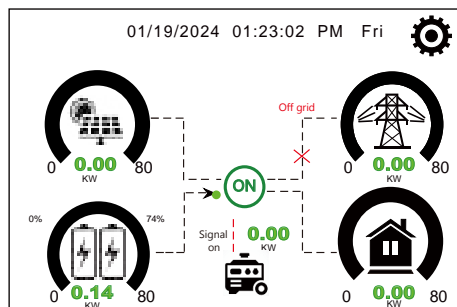 01/19/2024 01:23:02 PM Fri
Off grid
0 0.00 80
KW
0 0.00 80
KW
ON
0% 74%
Signal on
0.00
KW
0 0.14 80
KW
0 0.00 80
KW